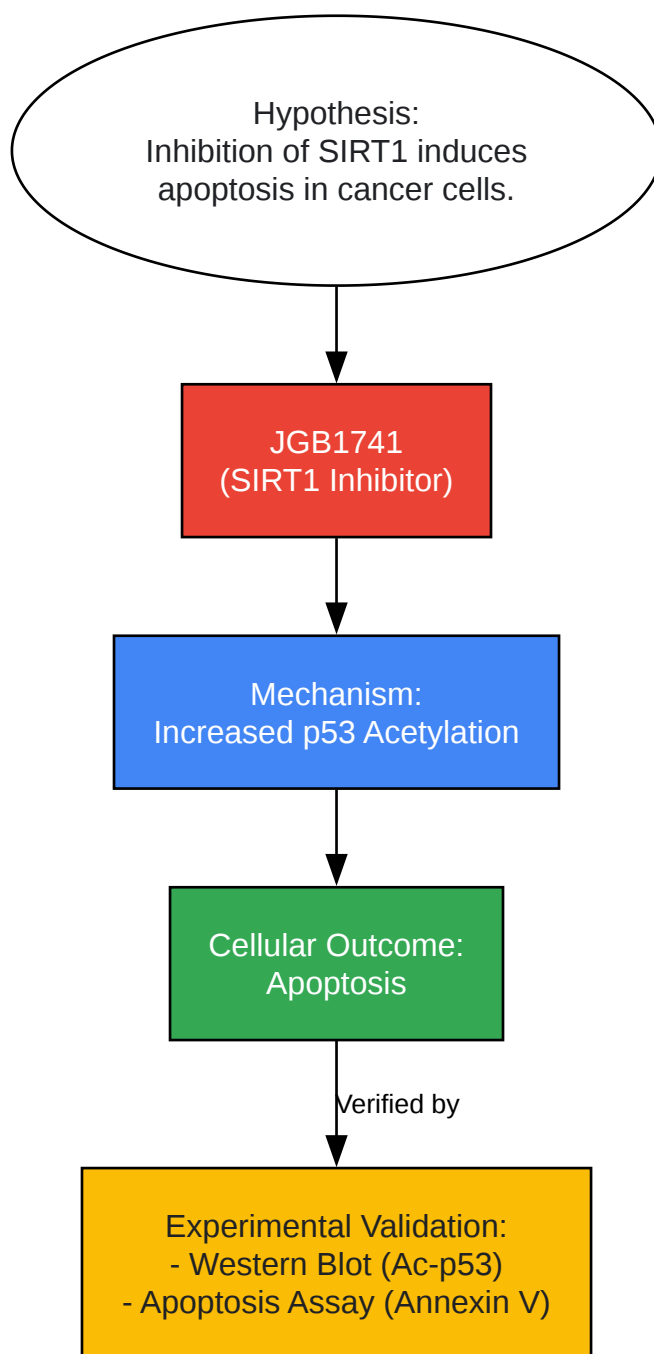 Hypothesis:
Inhibition of SIRT1 induces
apoptosis in cancer cells.
JGB1741
(SIRT1 Inhibitor)
Mechanism:
Increased p53 Acetylation
Cellular Outcome:
Apoptosis
Verified by
Experimental Validation:
- Western Blot (Ac-p53)
- Apoptosis Assay (Annexin V)